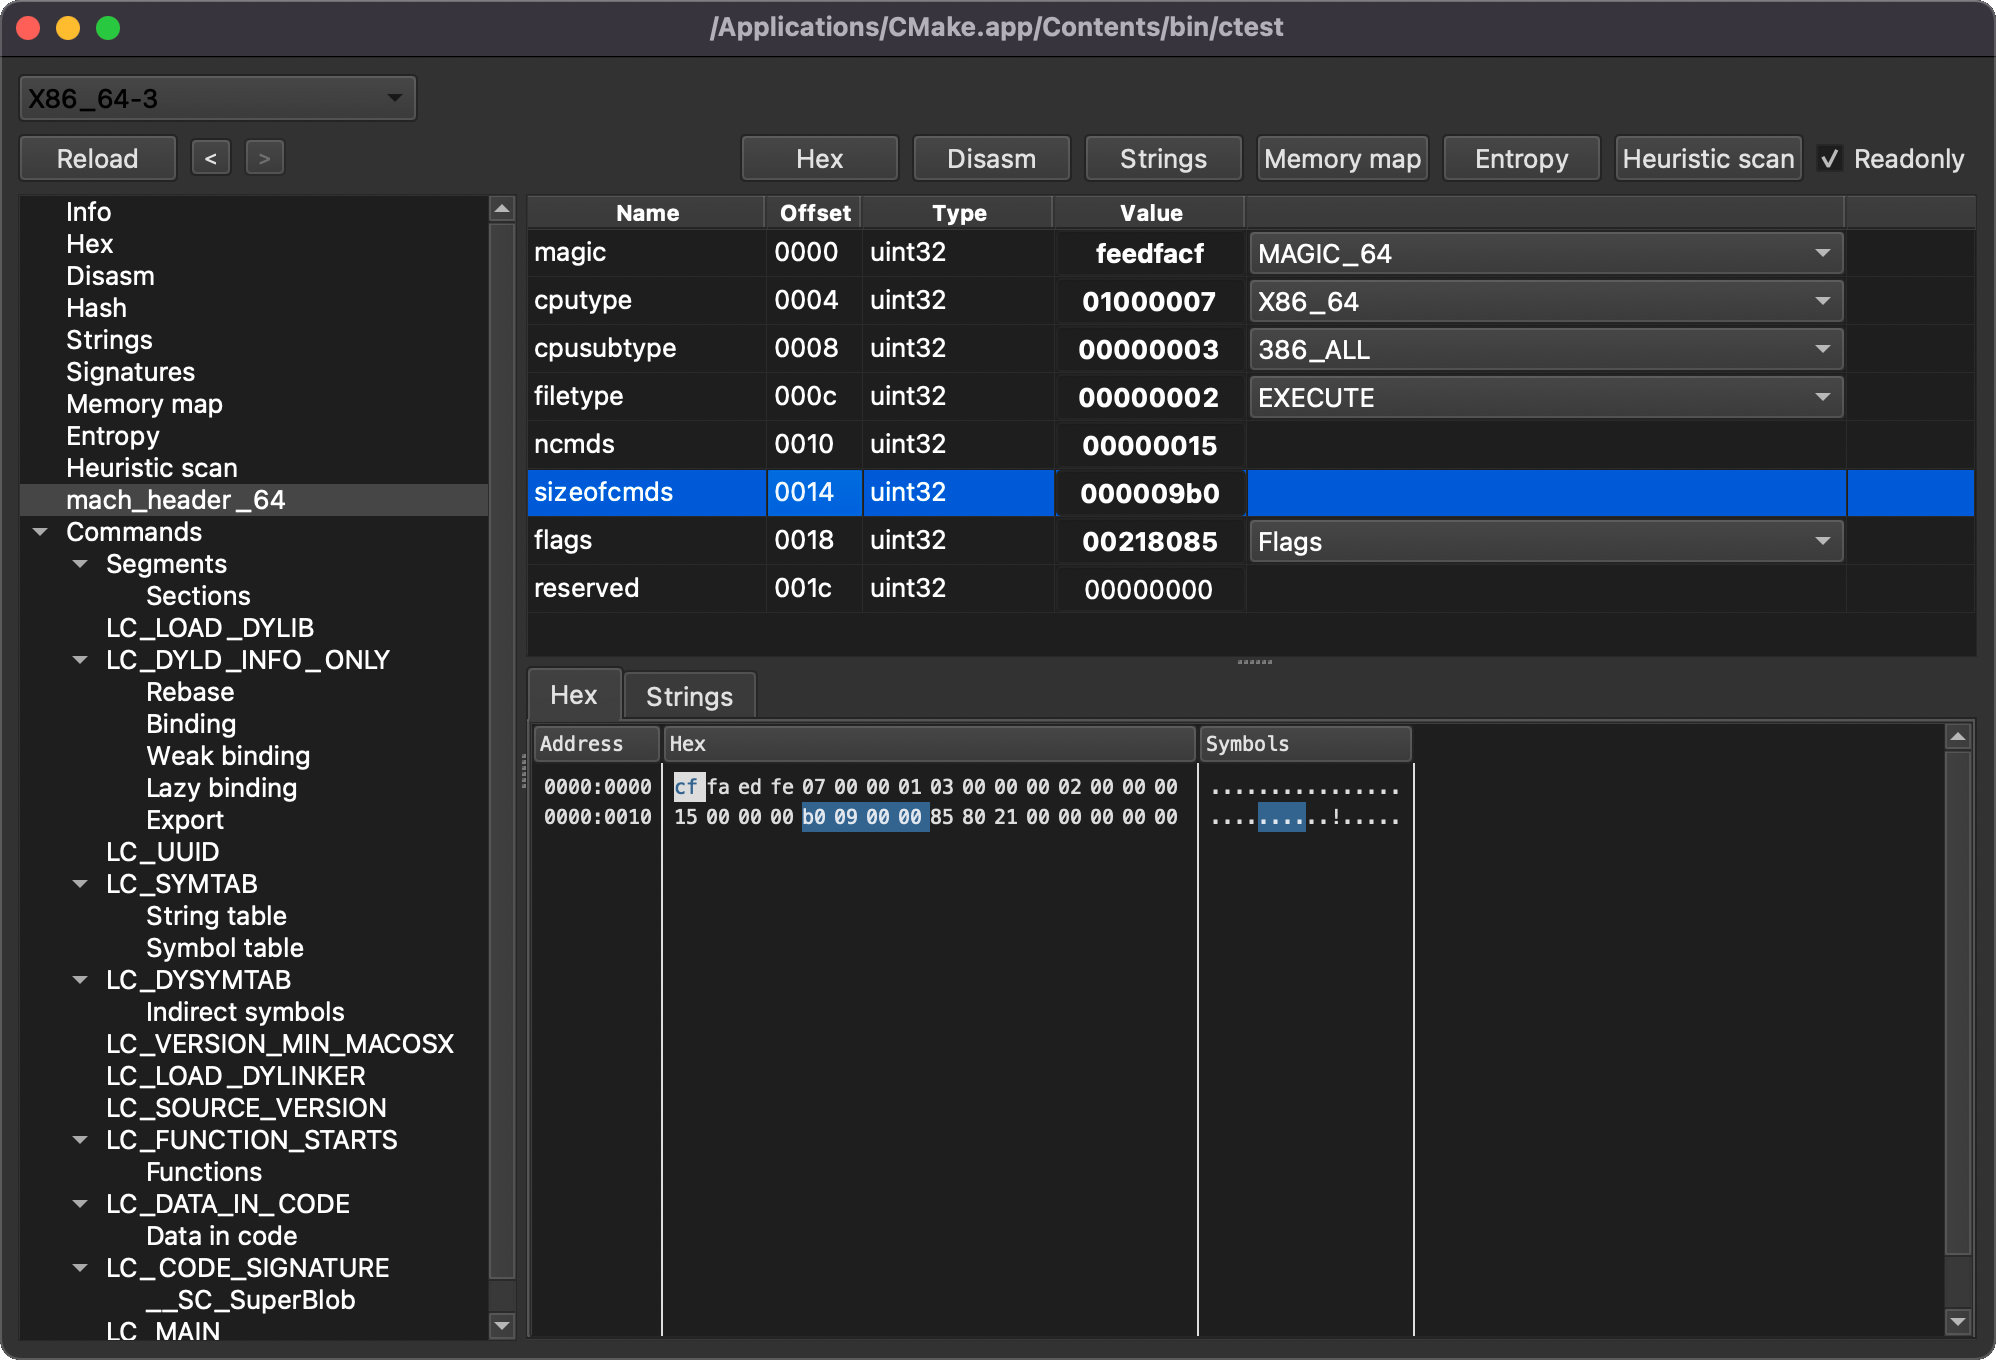 /Applications/CMake.app/Contents/bin/ctest
X86_64-3
Reload < > Hex Disasm Strings Memory map Entropy Heuristic scan Readonly
Info
Hex
Disasm
Hash
Strings
Signatures
Memory map
Entropy
Heuristic scan
mach_header_64
Commands
Segments
Sections
LC_LOAD_DYLIB
LC_DYLD_INFO_ONLY
Rebase
Binding
Weak binding
Lazy binding
Export
LC_UUID
LC_SYMTAB
String table
Symbol table
LC_DYSYMTAB
Indirect symbols
LC_VERSION_MIN_MACOSX
LC_LOAD_DYLINKER
LC_SOURCE_VERSION
LC_FUNCTION_STARTS
Functions
LC_DATA_IN_CODE
Data in code
LC_CODE_SIGNATURE
__SC_SuperBlob
LC_MAIN
Name Offset Type Value
magic 0000 uint32 feedfacf MAGIC_64
cputype 0004 uint32 01000007 X86_64
cpusubtype 0008 uint32 00000003 386_ALL
filetype 000c uint32 00000002 EXECUTE
ncmds 0010 uint32 00000015
sizeofcmds 0014 uint32 000009b0
flags 0018 uint32 00218085 Flags
reserved 001c uint32 00000000
Hex Strings
Address Hex Symbols
0000:0000 cf fa ed fe 07 00 00 01 03 00 00 00 02 00 00 00 ................
0000:0010 15 00 00 00 b0 09 00 00 85 80 21 00 00 00 00 00 ..........!.....